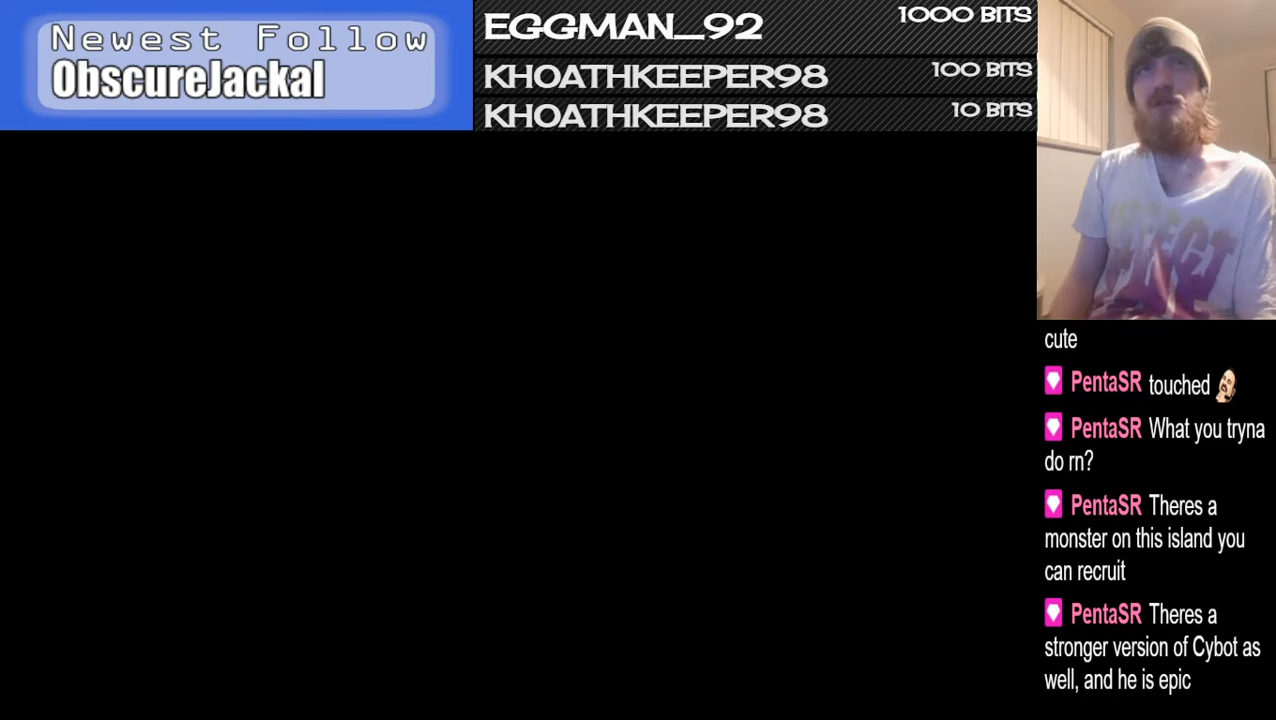 Newest Follow
ObscureJackal
EGGMAN_92 1000 BITS
KHOATHKEEPER98 100 BITS
KHOATHKEEPER98 10 BITS
cute
PentaSR touched
PentaSR What you tryna
do rn?
PentaSR Theres a
monster on this island you
can recruit
PentaSR Theres a
stronger version of Cybot as
well, and he is epic